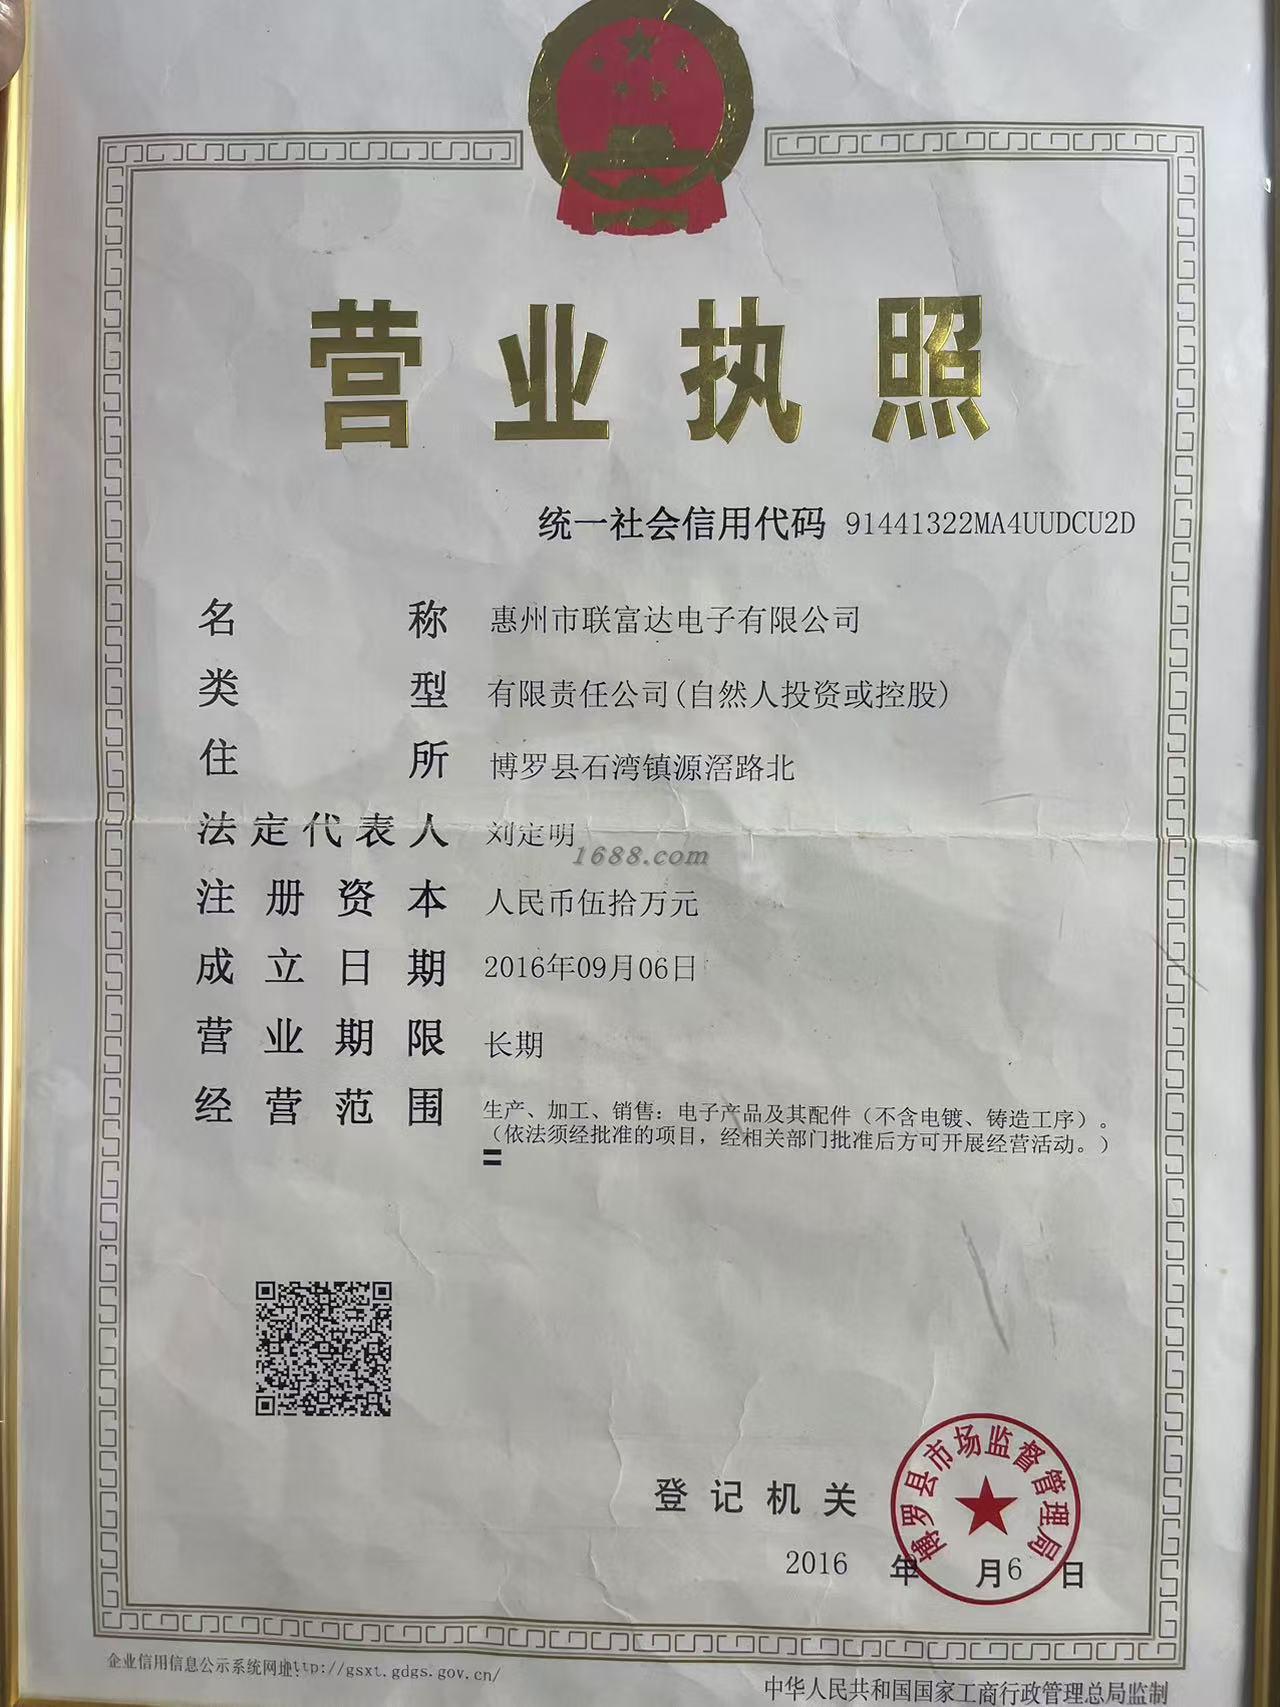 营业执照
统一社会信用代码 91441322MA4UUDCU2D
名称 惠州市联富达电子有限公司
类型 有限责任公司(自然人投资或控股)
住所 博罗县石湾镇源滘路北
法定代表人 刘定明
1688.com
注册资本 人民币伍拾万元
成立日期 2016年09月06日
营业期限 长期
经营范围 生产、加工、销售：电子产品及其配件（不含电镀、铸造工序）。
（依法须经批准的项目，经相关部门批准后方可开展经营活动。）
博罗县市场监督管理局
登记机关
2016 年 月6 日
企业信用信息公示系统网址:http://gsxt.gdgs.gov.cn/
中华人民共和国国家工商行政管理总局监制